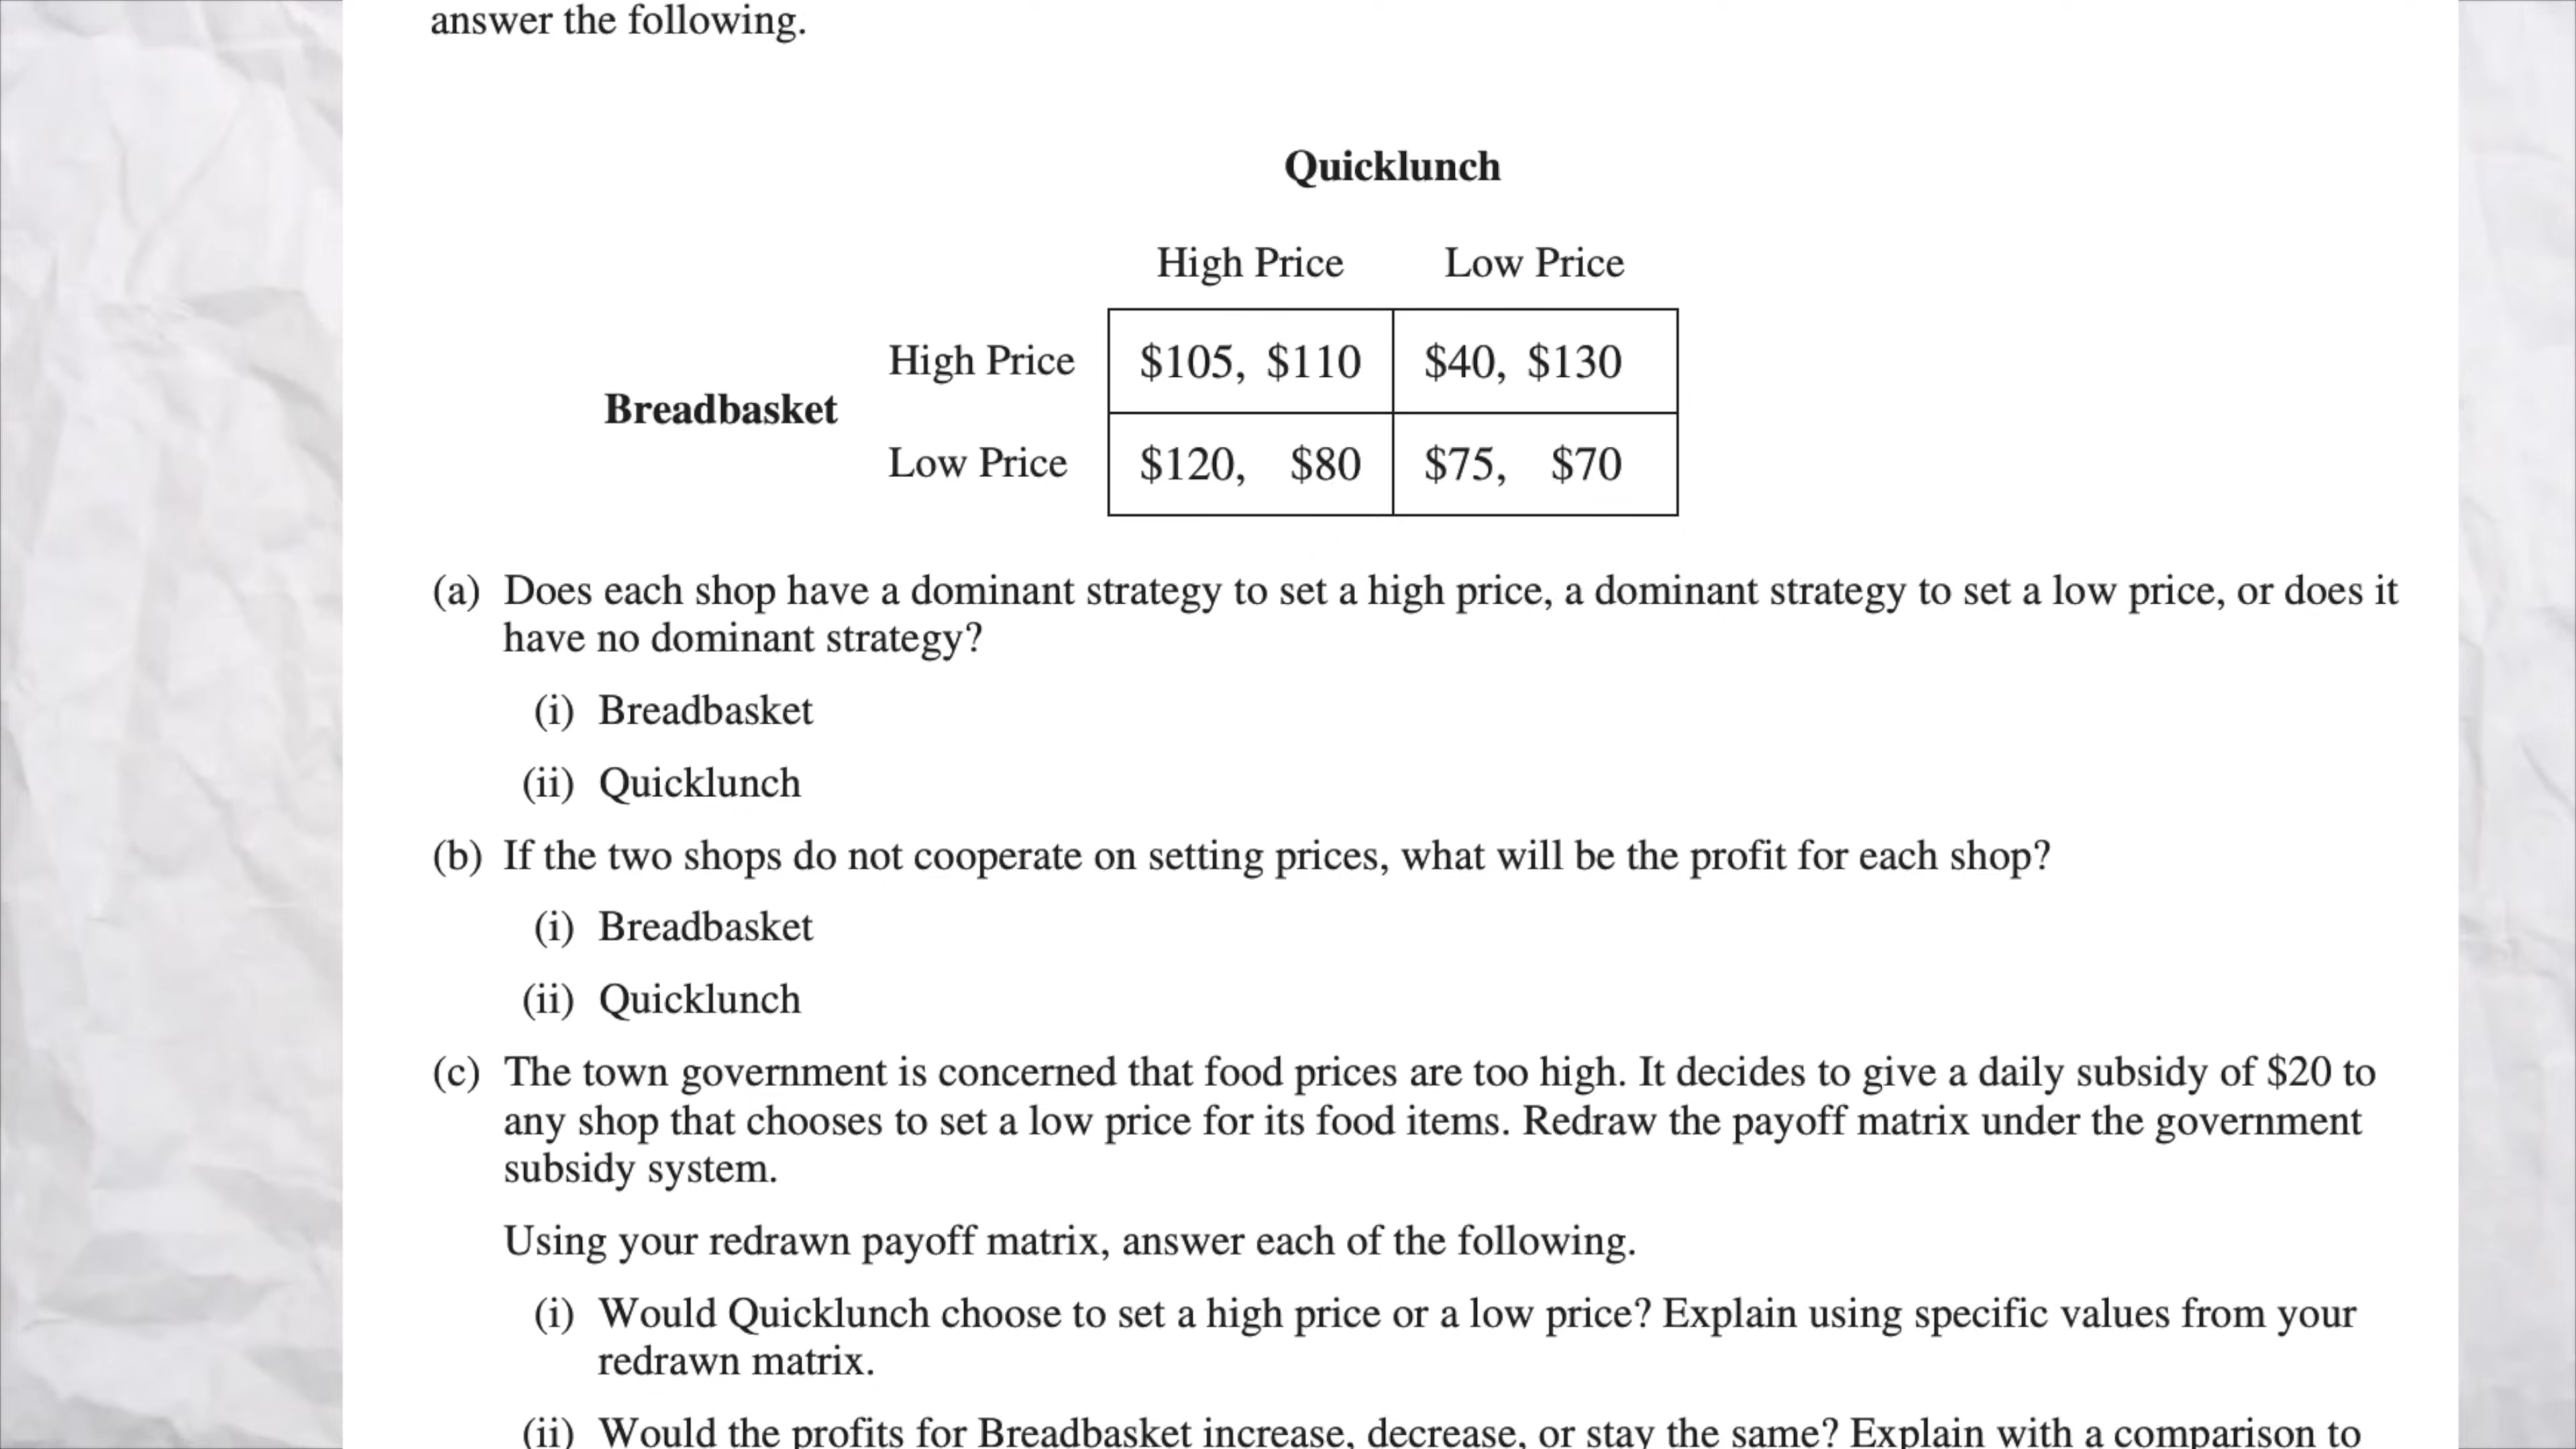 answer the following.
Quicklunch
High Price Low Price
High Price $105, $110 $40, $130
Breadbasket
Low Price $120, $80 $75, $70
(a) Does each shop have a dominant strategy to set a high price, a dominant strategy to set a low price, or does it
have no dominant strategy?
(i) Breadbasket
(ii) Quicklunch
(b) If the two shops do not cooperate on setting prices, what will be the profit for each shop?
(i) Breadbasket
(ii) Quicklunch
(c) The town government is concerned that food prices are too high. It decides to give a daily subsidy of $20 to
any shop that chooses to set a low price for its food items. Redraw the payoff matrix under the government
subsidy system.
Using your redrawn payoff matrix, answer each of the following.
(i) Would Quicklunch choose to set a high price or a low price? Explain using specific values from your
redrawn matrix.
(ii) Would the profits for Breadbasket increase, decrease, or stay the same? Explain with a comparison to